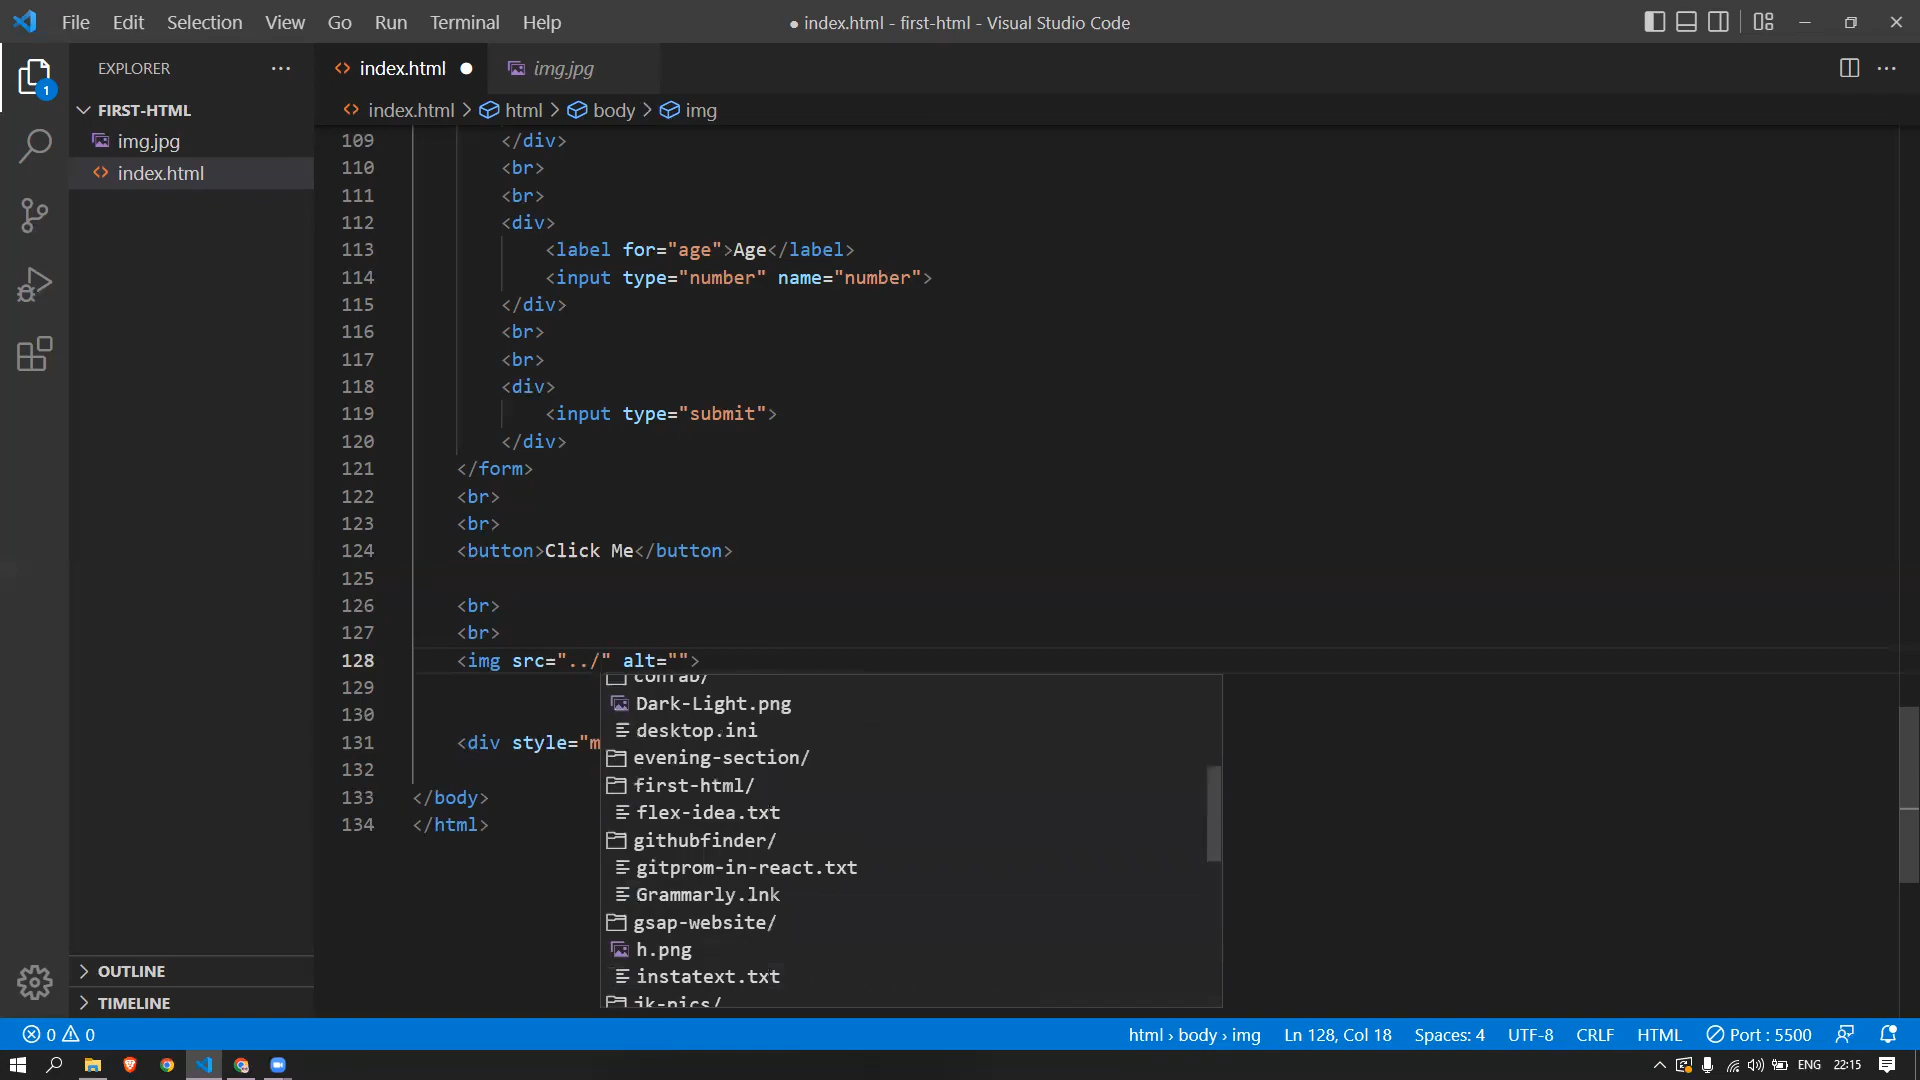 File Edit Selection View Go Run Terminal Help
● index.html - first-html - Visual Studio Code
EXPLORER
FIRST-HTML
img.jpg
index.html
OUTLINE
TIMELINE
1
index.html ● img.jpg
index.html > html > body > img
109 </div>
110 <br>
111 <br>
112 <div>
113 <label for="age">Age</label>
114 <input type="number" name="number">
115 </div>
116 <br>
117 <br>
118 <div>
119 <input type="submit">
120 </div>
121 </form>
122 <br>
123 <br>
124 <button>Click Me</button>
125
126 <br>
127 <br>
128 <img src="../" alt="">
129
130
131 <div style="m
132
133 </body>
134 </html>
confab/
Dark-Light.png
desktop.ini
evening-section/
first-html/
flex-idea.txt
githubfinder/
gitprom-in-react.txt
Grammarly.lnk
gsap-website/
h.png
instatext.txt
jk-pics/
0 0 html › body › img Ln 128, Col 18 Spaces: 4 UTF-8 CRLF HTML Port : 5500
ENG 22:15